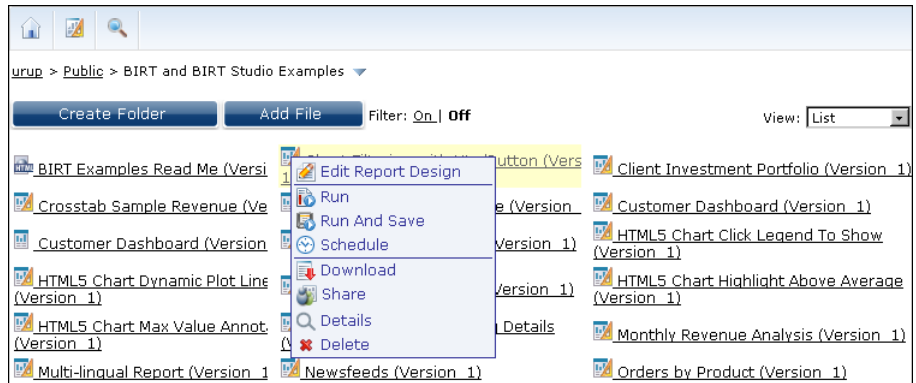 urup > Public > BIRT and BIRT Studio Examples
Create Folder
Add File
Filter: On | Off
View: List
BIRT Examples Read Me (Versi
Button (Vers
1
Client Investment Portfolio (Version 1)
Crosstab Sample Revenue (Ve
e (Version
Customer Dashboard (Version 1)
Customer Dashboard (Version
Version 1)
HTML5 Chart Click Legend To Show
(Version 1)
HTML5 Chart Dynamic Plot Line
(Version 1)
Version 1)
HTML5 Chart Highlight Above Average
(Version 1)
HTML5 Chart Max Value Annot
(Version 1)
g Details
Monthly Revenue Analysis (Version 1)
Multi-lingual Report (Version 1
Newsfeeds (Version 1)
Orders by Product (Version 1)
Edit Report Design
Run
Run And Save
Schedule
Download
Share
Details
Delete